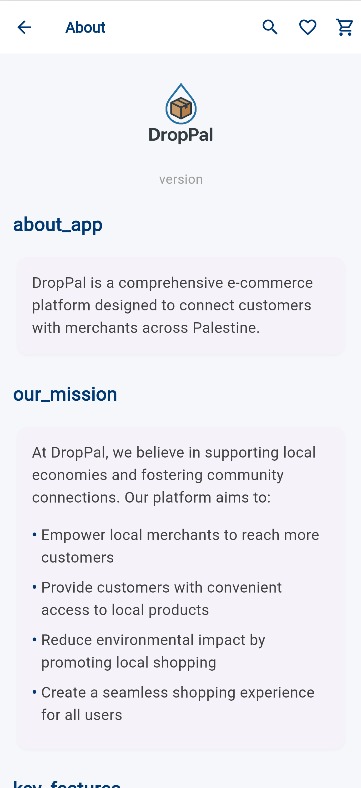 About
DropPal
version
about_app
DropPal is a comprehensive e-commerce
platform designed to connect customers
with merchants across Palestine.
our_mission
At DropPal, we believe in supporting local
economies and fostering community
connections. Our platform aims to:
• Empower local merchants to reach more
customers
• Provide customers with convenient
access to local products
• Reduce environmental impact by
promoting local shopping
• Create a seamless shopping experience
for all users
key_features